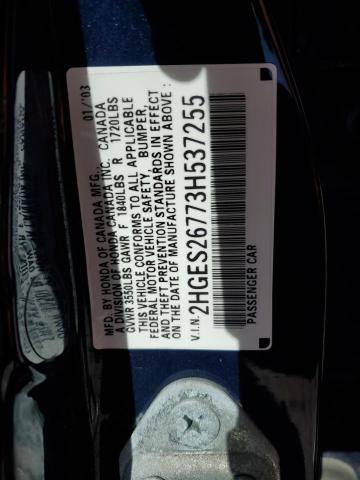 MFD. BY HONDA OF CANADA MFG., 01/'03
A DIVISION OF HONDA CANADA INC. CANADA
GVWR 3550LBS GAWR F 1840LBS R 1720LBS
THIS VEHICLE CONFORMS TO ALL APPLICABLE
FEDERAL MOTOR VEHICLE SAFETY, BUMPER,
AND THEFT PREVENTION STANDARDS IN EFFECT
ON THE DATE OF MANUFACTURE SHOWN ABOVE.
V.I.N: 2HGES26773H537255
PASSENGER CAR